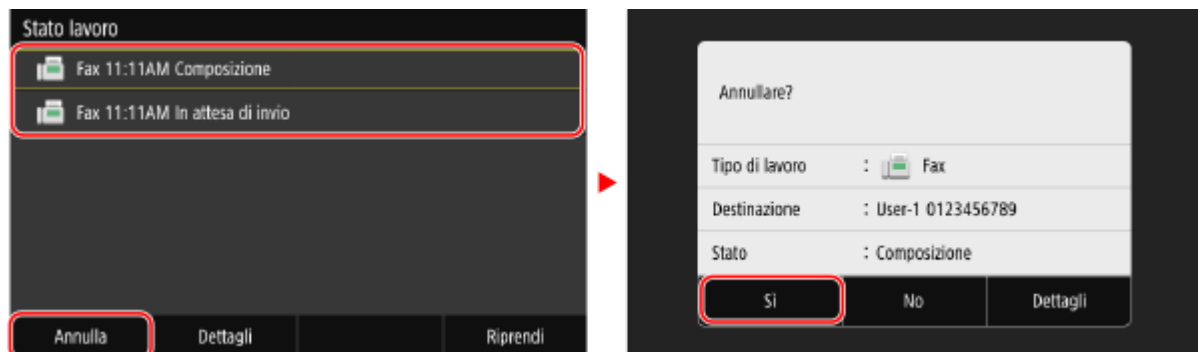 Stato lavoro
Fax 11:11AM Composizione
Fax 11:11AM In attesa di invio
Annulla Dettagli Riprendi
Annullare?
Tipo di lavoro : Fax
Destinazione : User-1 0123456789
Stato : Composizione
Sì No Dettagli